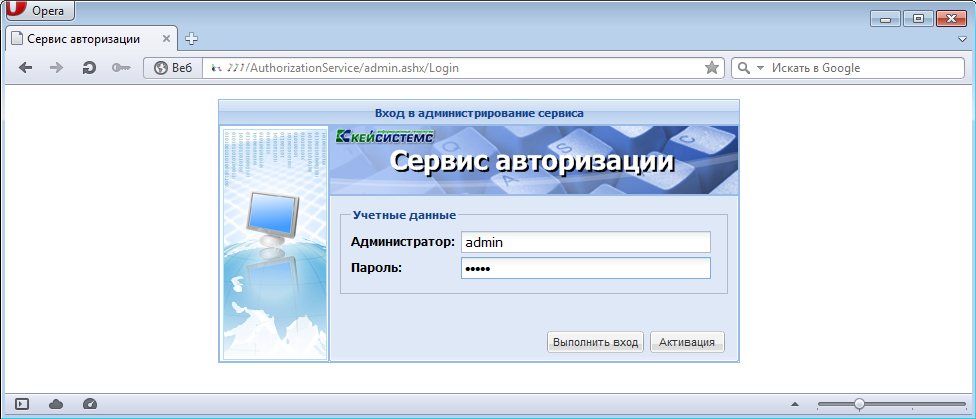 Opera
Сервис авторизации
Веб
/AuthorizationService/admin.ashx/Login
Искать в Google
Вход в администрирование сервиса
КЕЙСИСТЕМС
Сервис авторизации
Учетные данные
Администратор: admin
Пароль: •••••
Выполнить вход Активация